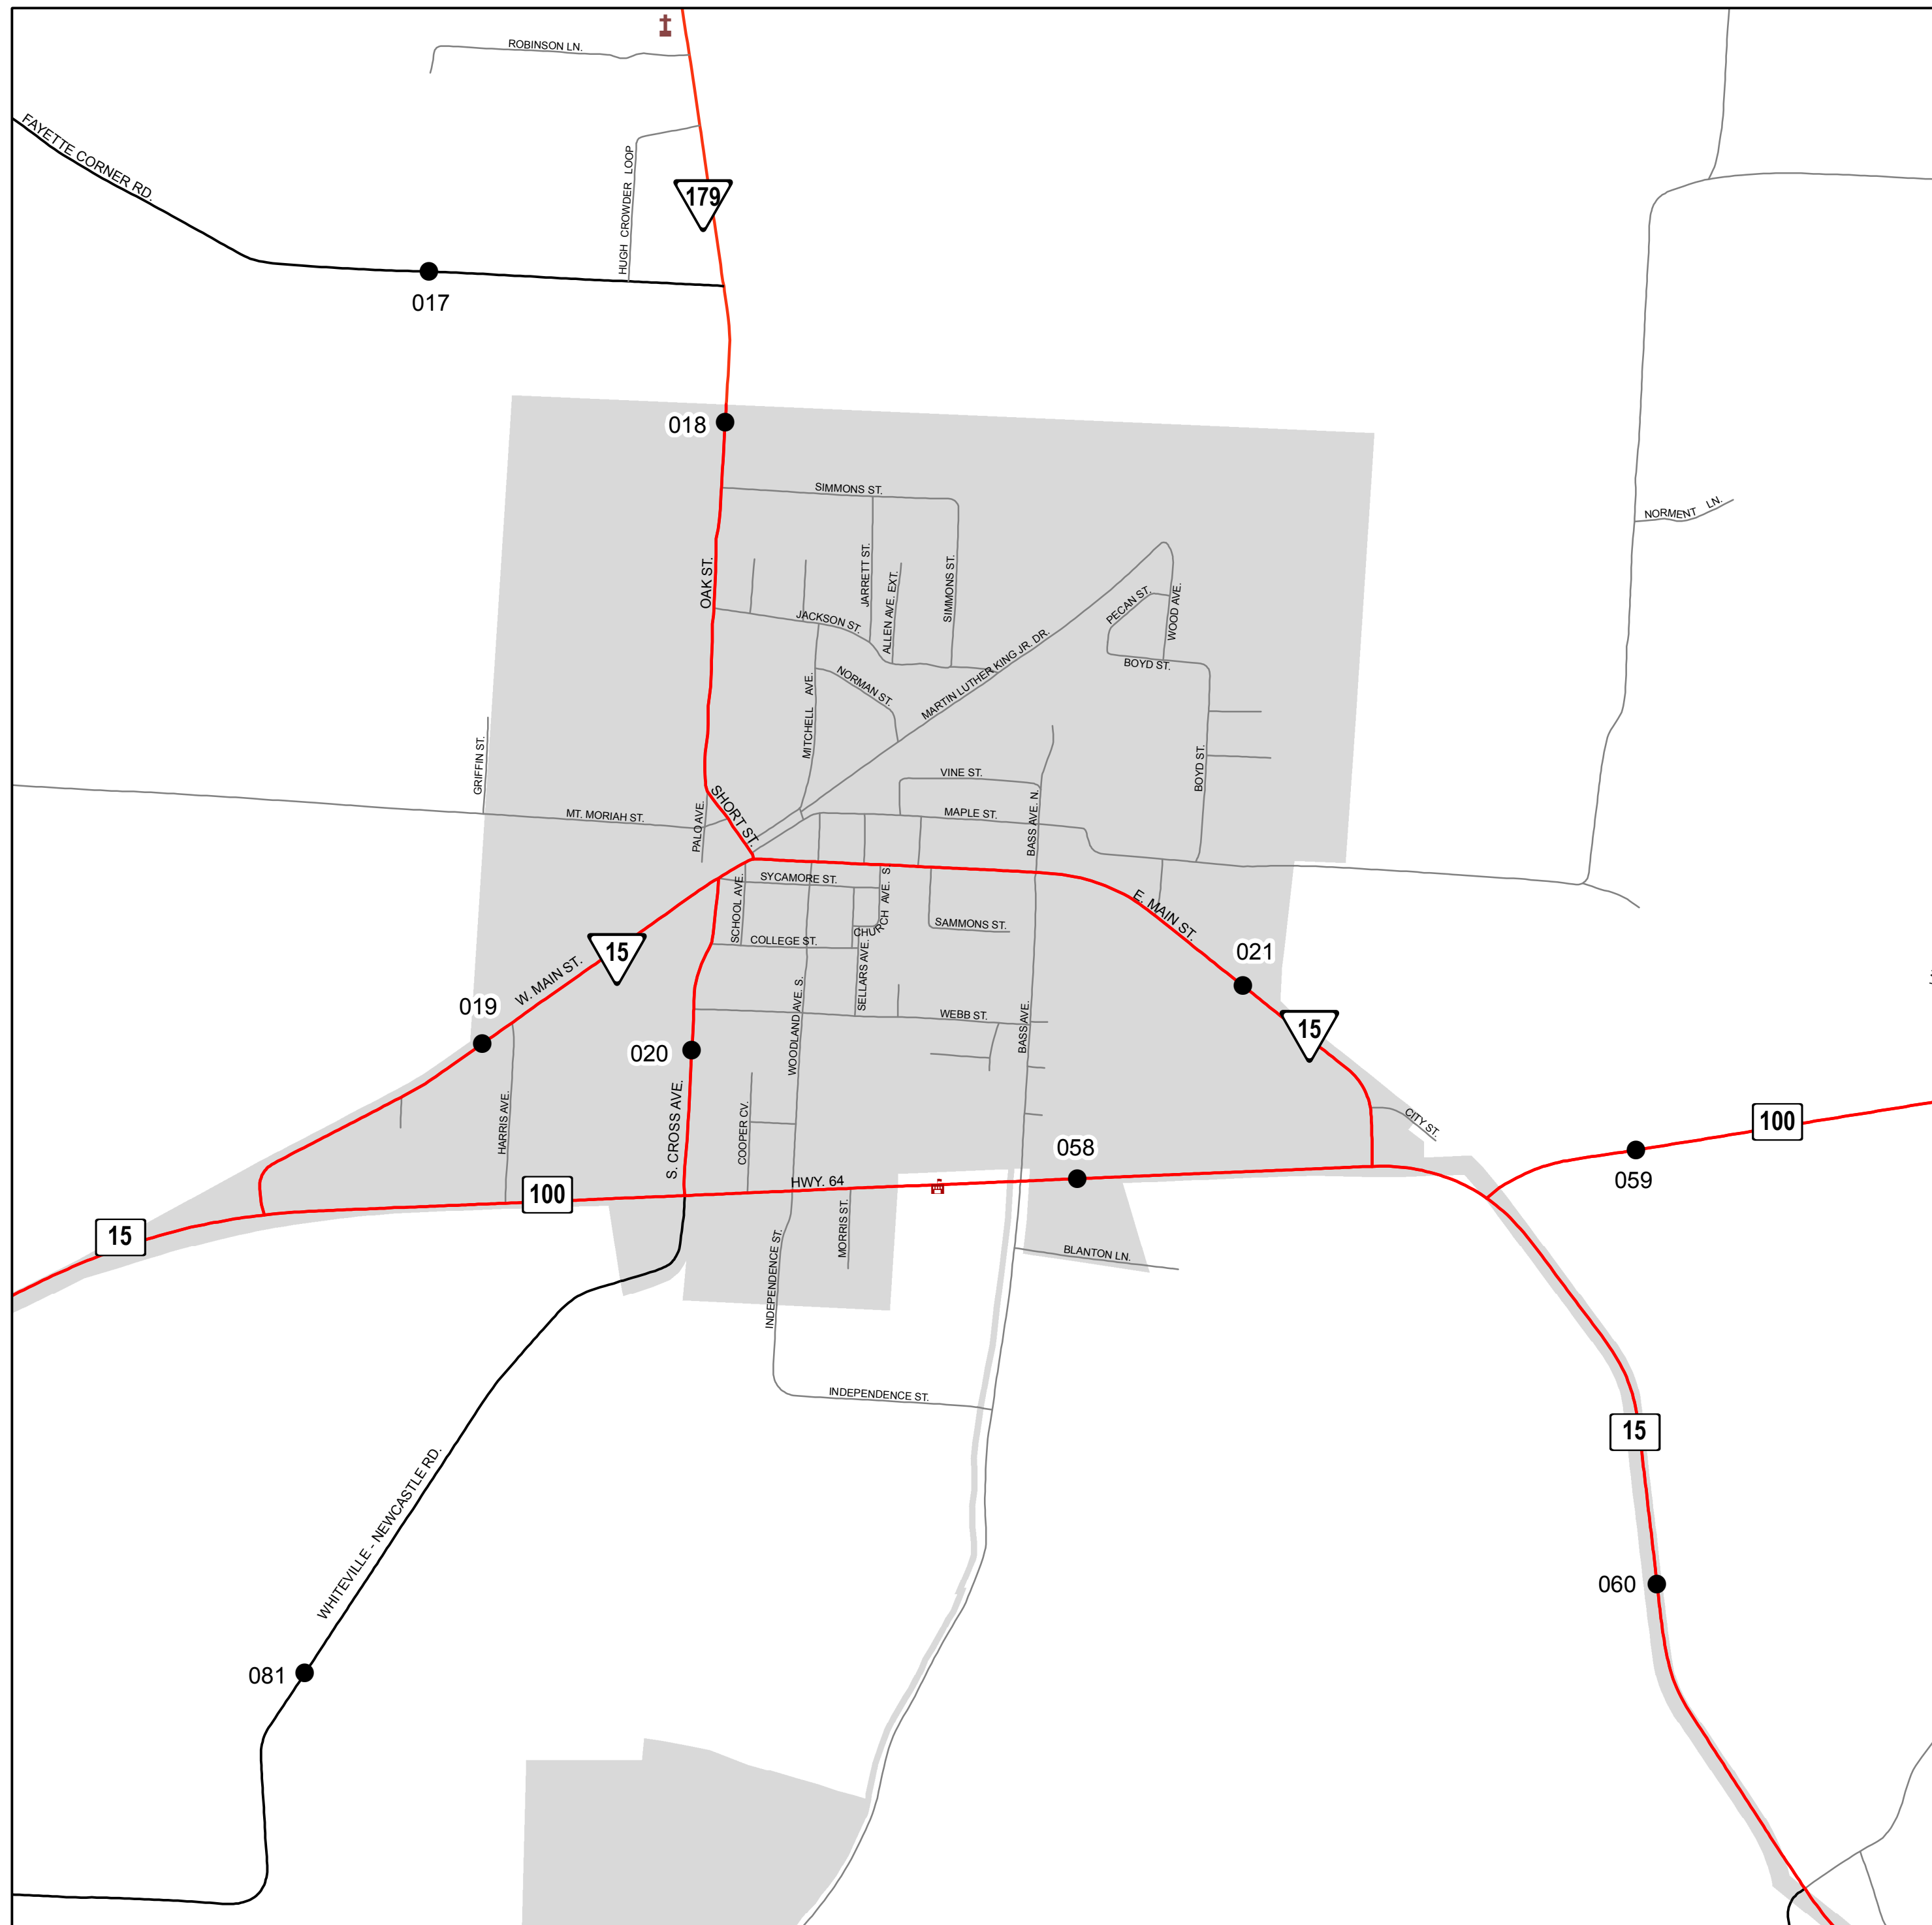 ROBINSON LN.
FAYETTE CORNER RD.
HUGH CROWDER LOOP
179
017
018
SIMMONS ST.
NORMENT LN.
OAK ST.
JARRETT ST.
ALLEN AVE. EXT.
SIMMONS ST.
PECAN ST.
WOOD AVE.
JACKSON ST.
MARTIN LUTHER KING JR. DR.
BOYD ST.
NORMAN ST.
MITCHELL AVE.
GRIFFIN ST.
BOYD ST.
VINE ST.
SHORT ST.
MT. MORIAH ST.
PALO AVE.
MAPLE ST.
BASS AVE. N.
SYCAMORE ST.
SCHOOL AVE.
CHURCH AVE. S.
E. MAIN ST.
SAMMONS ST.
COLLEGE ST.
15
021
W. MAIN ST.
SELLARS AVE.
019
WOODLAND AVE. S.
WEBB ST.
BASS AVE.
15
020
HARRIS AVE.
S. CROSS AVE.
COOPER CV.
CITY ST.
100
058
059
HWY. 64
100
15
MORRIS ST.
INDEPENDENCE ST.
BLANTON LN.
INDEPENDENCE ST.
15
WHITEVILLE - NEWCASTLE RD.
060
081